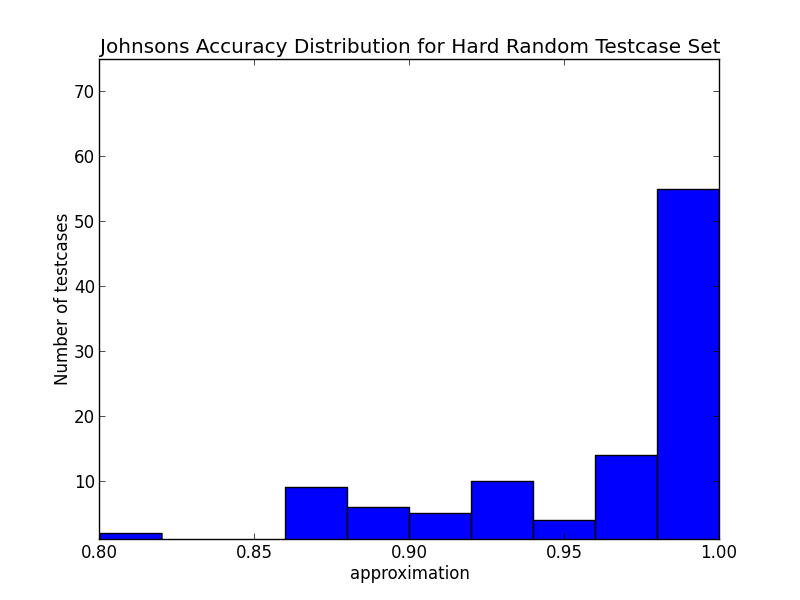 Johnsons Accuracy Distribution for Hard Random Testcase Set
Number of testcases
70
60
50
40
30
20
10
0.80 0.85 0.90 0.95 1.00
approximation